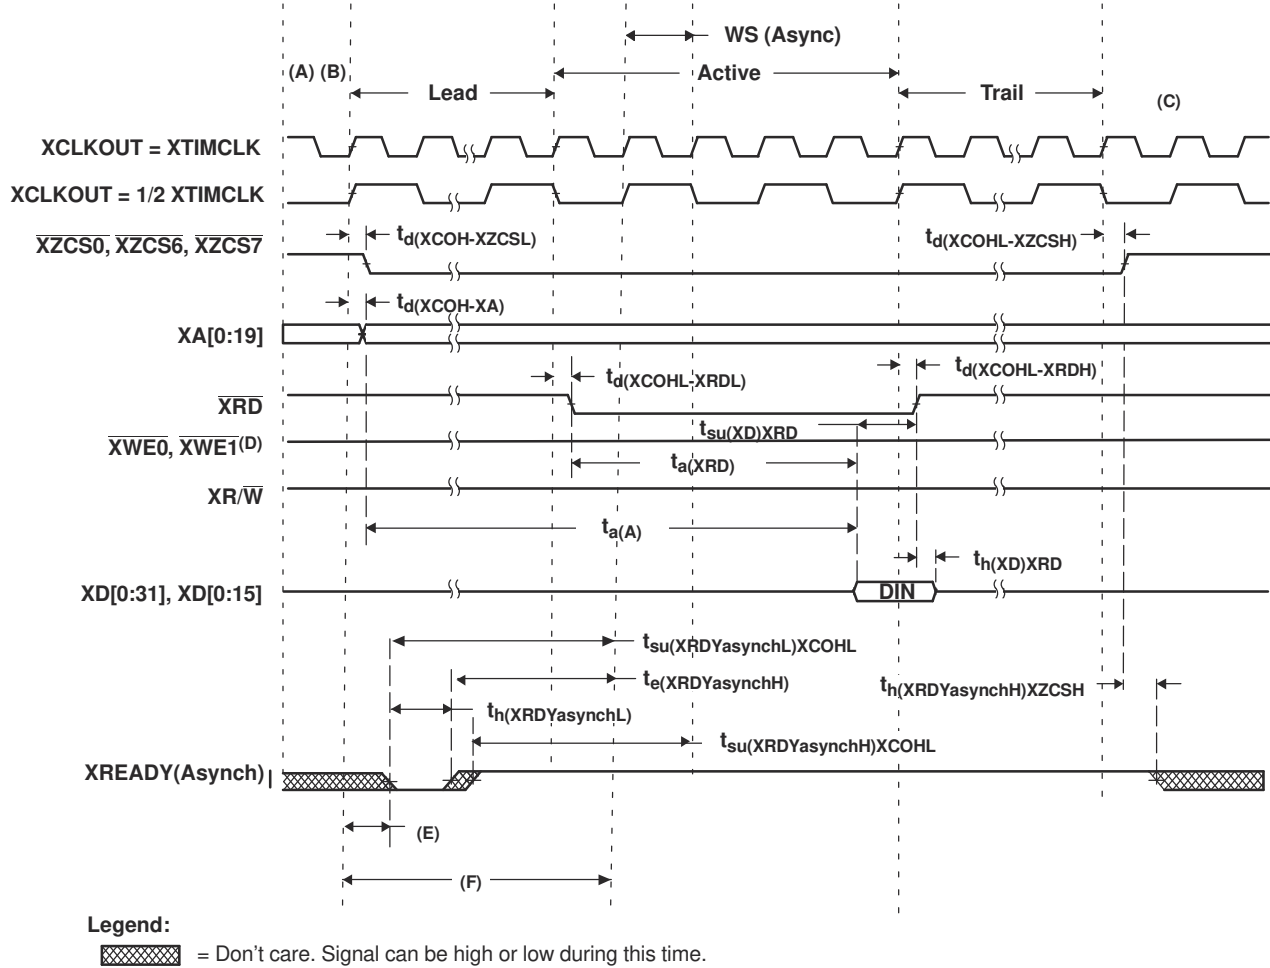 WS (Async)
(A) (B)
Lead
Active
Trail
(C)
XCLKOUT = XTIMCLK
XCLKOUT = 1/2 XTIMCLK
XZCS0, XZCS6, XZCS7
td(XCOH-XZCSL)
td(XCOHL-XZCSH)
td(XCOH-XA)
XA[0:19]
td(XCOHL-XRDL)
td(XCOHL-XRDH)
XRD
tsu(XD)XRD
XWE0, XWE1(D)
ta(XRD)
XR/W
ta(A)
th(XD)XRD
XD[0:31], XD[0:15]
DIN
tsu(XRDYasynchL)XCOHL
te(XRDYasynchH)
th(XRDYasynchH)XZCSH
th(XRDYasynchL)
tsu(XRDYasynchH)XCOHL
XREADY(Asynch)
(E)
(F)
Legend:
= Don't care. Signal can be high or low during this time.